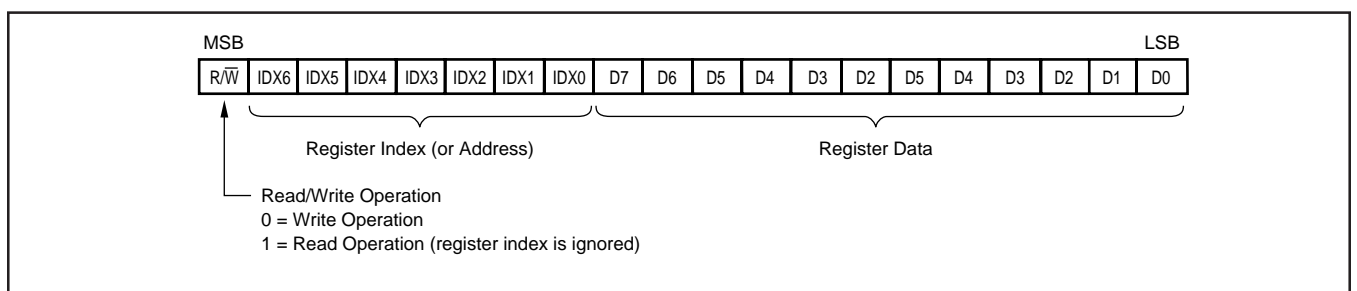 MSB LSB
R/W̅ IDX6 IDX5 IDX4 IDX3 IDX2 IDX1 IDX0 D7 D6 D5 D4 D3 D2 D5 D4 D3 D2 D1 D0
Register Index (or Address) Register Data
Read/Write Operation
0 = Write Operation
1 = Read Operation (register index is ignored)